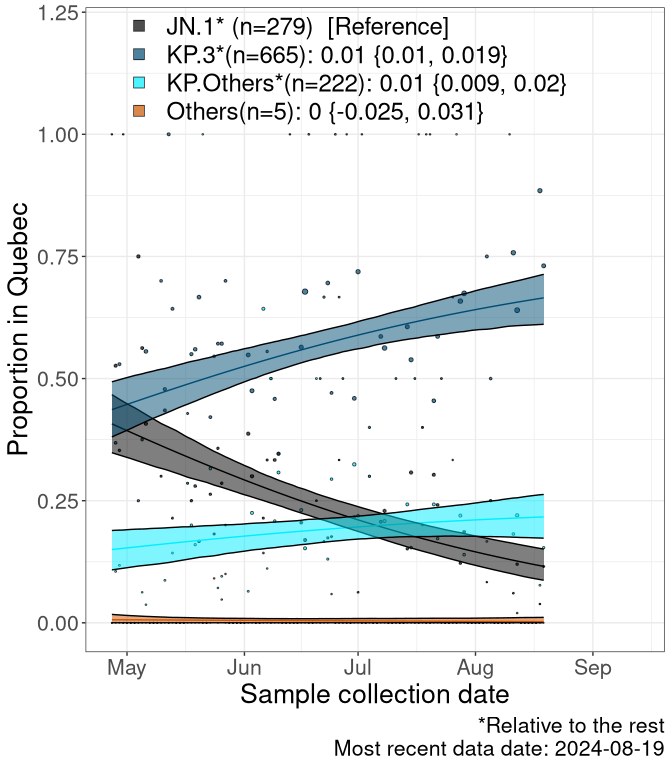 JN.1* (n=279)  [Reference]
KP.3*(n=665): 0.01 {0.01, 0.019}
KP.Others*(n=222): 0.01 {0.009, 0.02}
Others(n=5): 0 {-0.025, 0.031}
1.25
1.00
0.75
0.50
0.25
0.00
Proportion in Quebec
May Jun Jul Aug Sep
Sample collection date
*Relative to the rest
Most recent data date: 2024-08-19